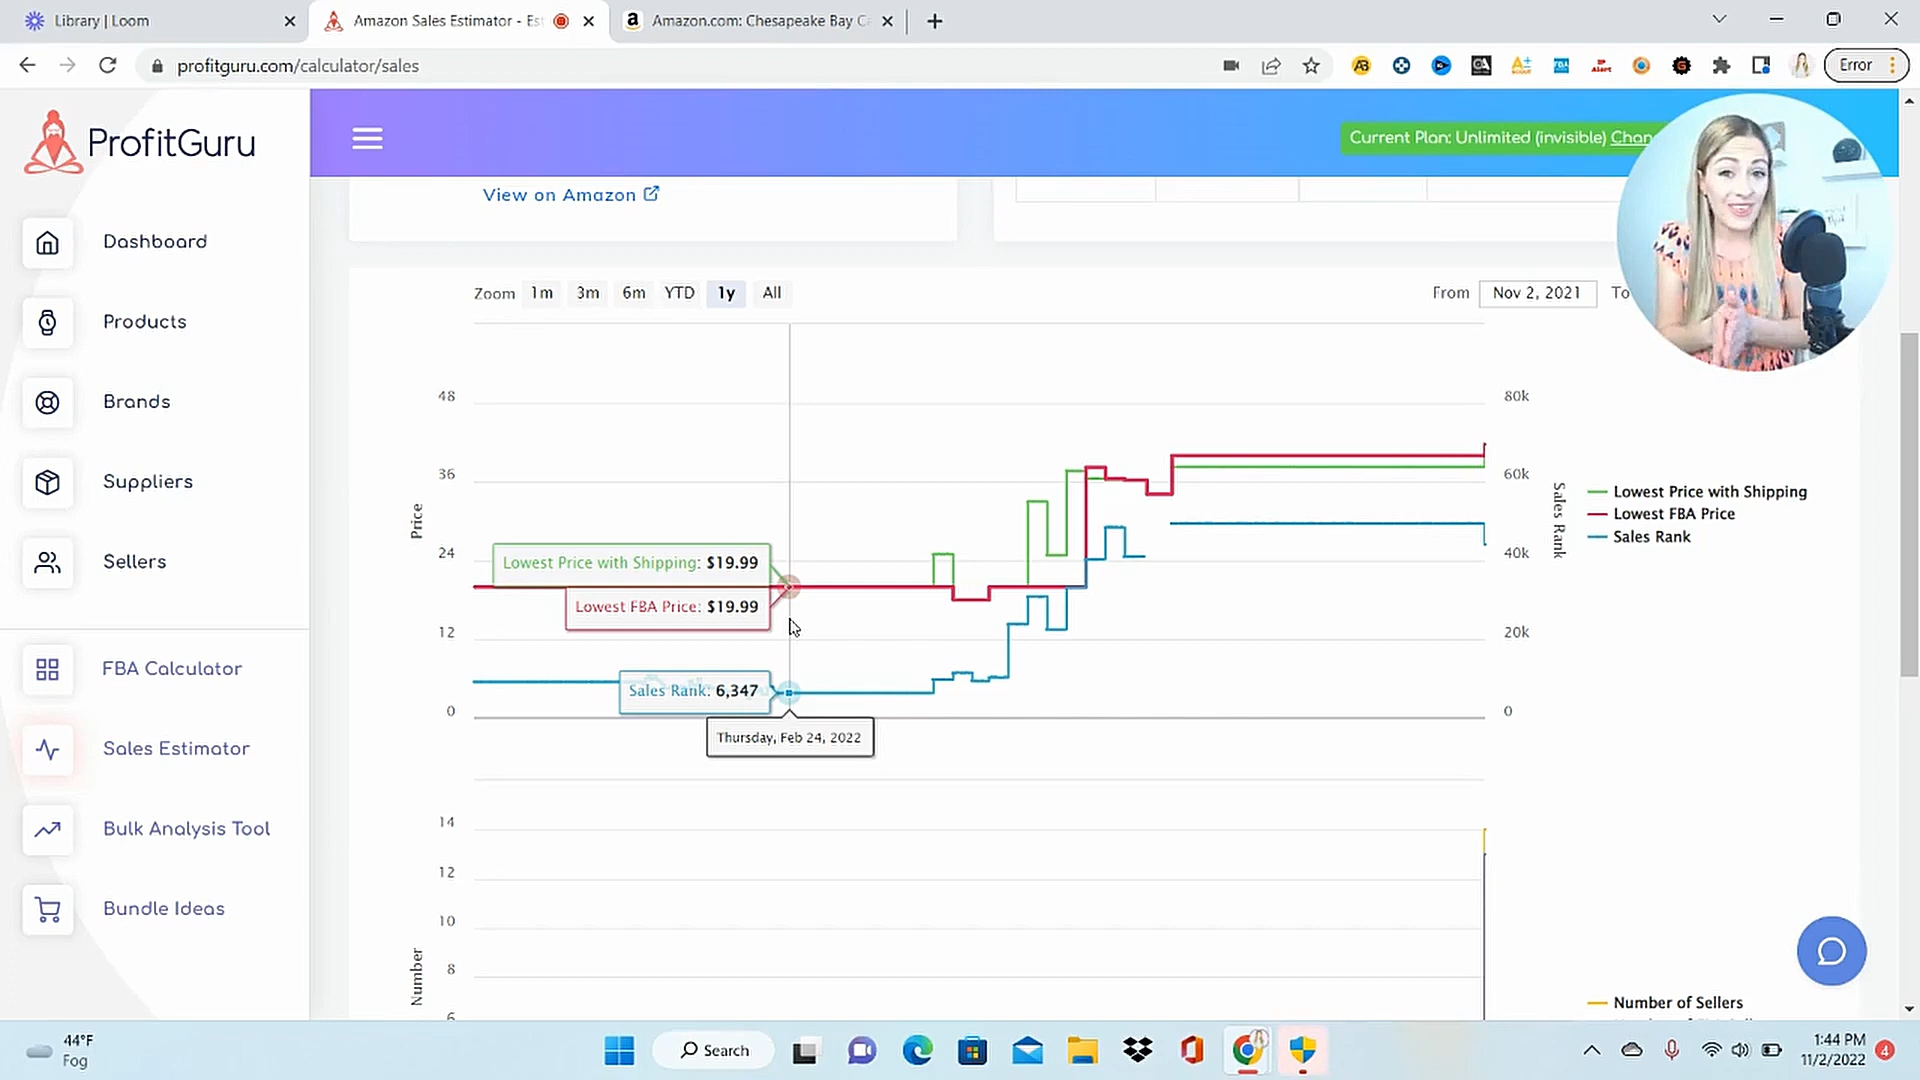 Library | Loom
Amazon Sales Estimator - Es
Amazon.com: Chesapeake Bay C
profitguru.com/calculator/sales
Error
ProfitGuru
Current Plan: Unlimited (invisible) Chan
View on Amazon
Dashboard
Products
Brands
Suppliers
Sellers
FBA Calculator
Sales Estimator
Bulk Analysis Tool
Bundle Ideas
Zoom 1m 3m 6m YTD 1y All
From Nov 2, 2021 To
48 80k
36 60k
24 40k
12 20k
0 0
Price
Sales Rank
Lowest Price with Shipping
Lowest FBA Price
Sales Rank
Lowest Price with Shipping: $19.99
Lowest FBA Price: $19.99
Sales Rank: 6,347
Thursday, Feb 24, 2022
14
12
10
8
6
Number
Number of Sellers
44°F
Fog
Search
1:44 PM
11/2/2022
4